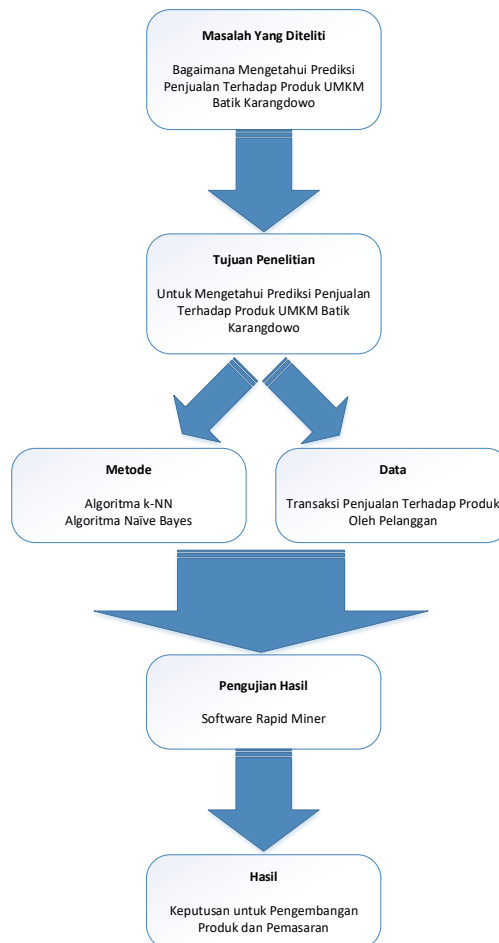 Masalah Yang Diteliti
Bagaimana Mengetahui Prediksi
Penjualan Terhadap Produk UMKM
Batik Karangdowo
Tujuan Penelitian
Untuk Mengetahui Prediksi Penjualan
Terhadap Produk UMKM Batik
Karangdowo
Metode
Algoritma k-NN
Algoritma Naïve Bayes
Data
Transaksi Penjualan Terhadap Produk
Oleh Pelanggan
Pengujian Hasil
Software Rapid Miner
Hasil
Keputusan untuk Pengembangan
Produk dan Pemasaran